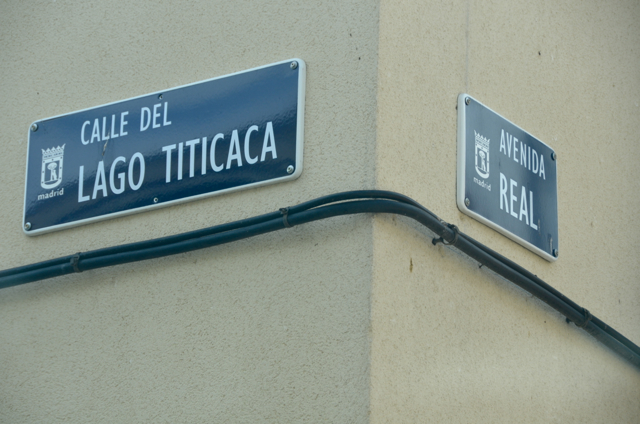 CALLE DEL
LAGO TITICACA
madrid
AVENIDA
REAL
madrid